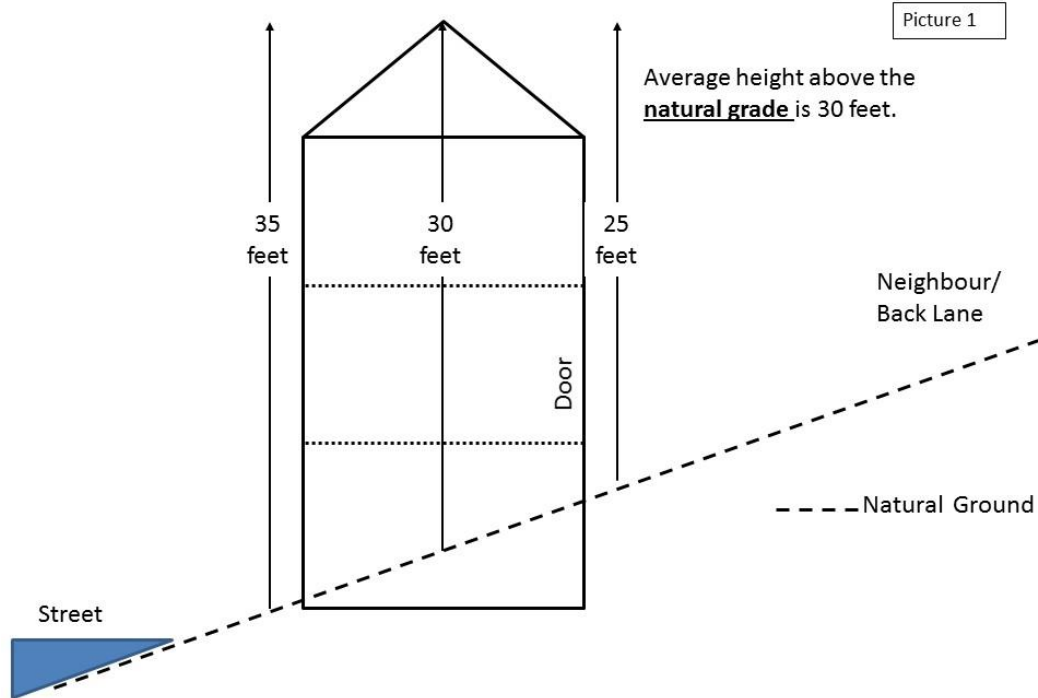 Picture 1
Average height above the
natural grade is 30 feet.
35
feet
30
feet
25
feet
Neighbour/
Back Lane
Door
Natural Ground
Street